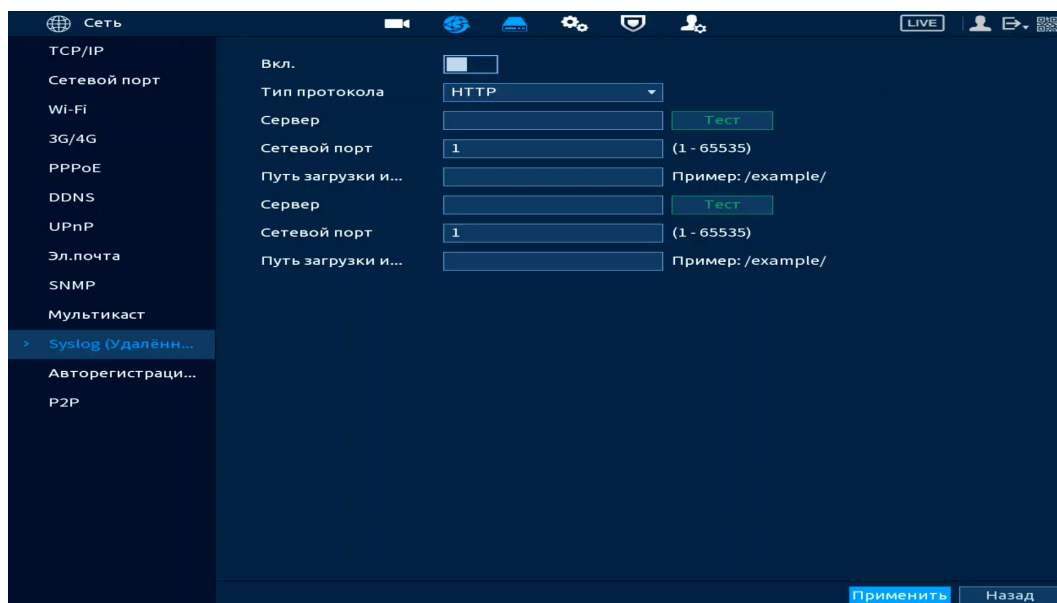 Сеть
LIVE
TCP/IP
Сетевой порт
Wi-Fi
3G/4G
PPPoE
DDNS
UPnP
Эл.почта
SNMP
Мультикаст
> Syslog (Удалённ...
Авторегистраци...
P2P
Вкл.
Тип протокола HTTP
Сервер Тест
Сетевой порт 1 (1 - 65535)
Путь загрузки и... Пример: /example/
Сервер Тест
Сетевой порт 1 (1 - 65535)
Путь загрузки и... Пример: /example/
Применить Назад